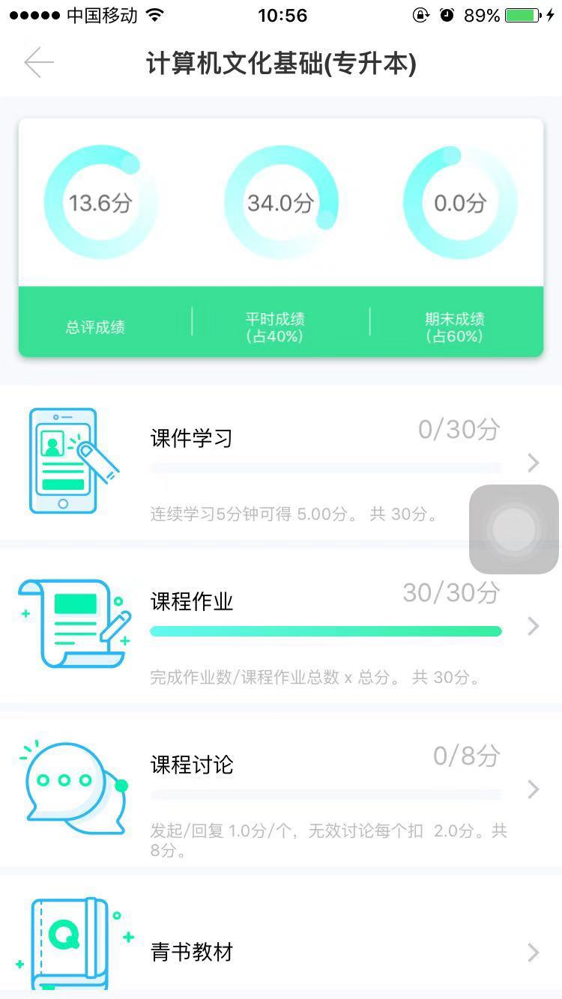 中国移动 10:56 89%
计算机文化基础(专升本)
13.6分 34.0分 0.0分
总评成绩 平时成绩 期末成绩
(占40%) (占60%)
课件学习 0/30分
连续学习5分钟可得 5.00分。 共 30分。
课程作业 30/30分
完成作业数/课程作业总数 x 总分。 共 30分。
课程讨论 0/8分
发起/回复 1.0分/个，无效讨论每个扣 2.0分。共
8分。
Q
青书教材